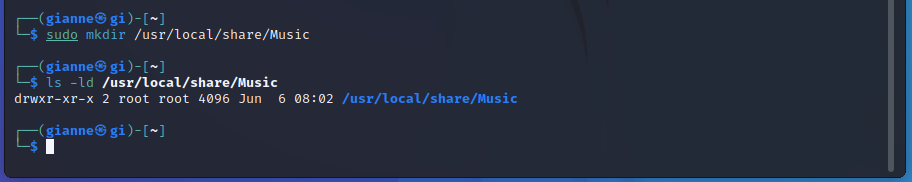 ┌──(gianne㉿gi)-[~]
└─$ sudo mkdir /usr/local/share/Music
┌──(gianne㉿gi)-[~]
└─$ ls -ld /usr/local/share/Music
drwxr-xr-x 2 root root 4096 Jun  6 08:02 /usr/local/share/Music
┌──(gianne㉿gi)-[~]
└─$